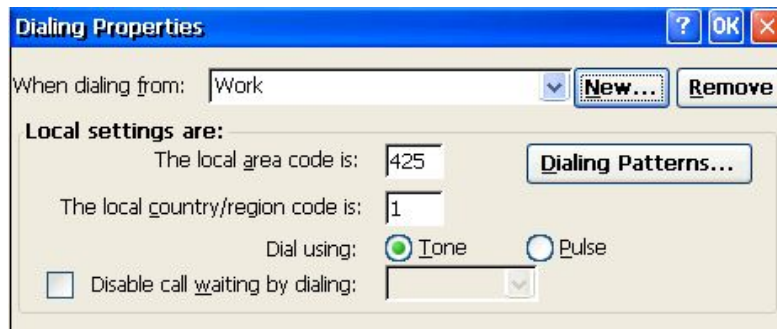 Dialing Properties ? OK X
When dialing from: Work New... Remove
Local settings are:
The local area code is: 425 Dialing Patterns...
The local country/region code is: 1
Dial using: Tone Pulse
Disable call waiting by dialing: